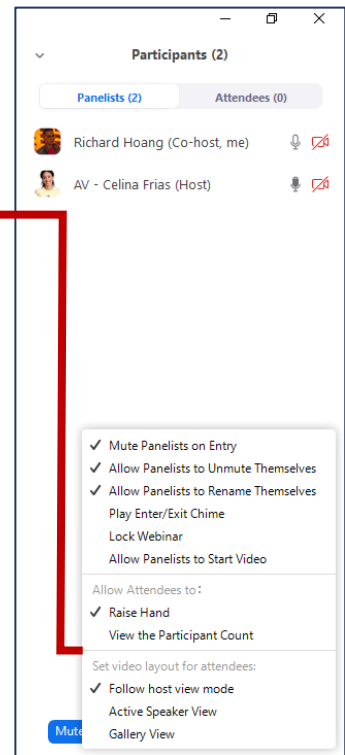 Participants (2)
Panelists (2) Attendees (0)
Richard Hoang (Co-host, me)
AV - Celina Frias (Host)
✓ Mute Panelists on Entry
✓ Allow Panelists to Unmute Themselves
✓ Allow Panelists to Rename Themselves
Play Enter/Exit Chime
Lock Webinar
Allow Panelists to Start Video
Allow Attendees to:
✓ Raise Hand
View the Participant Count
Set video layout for attendees:
✓ Follow host view mode
Active Speaker View
Gallery View
Mute